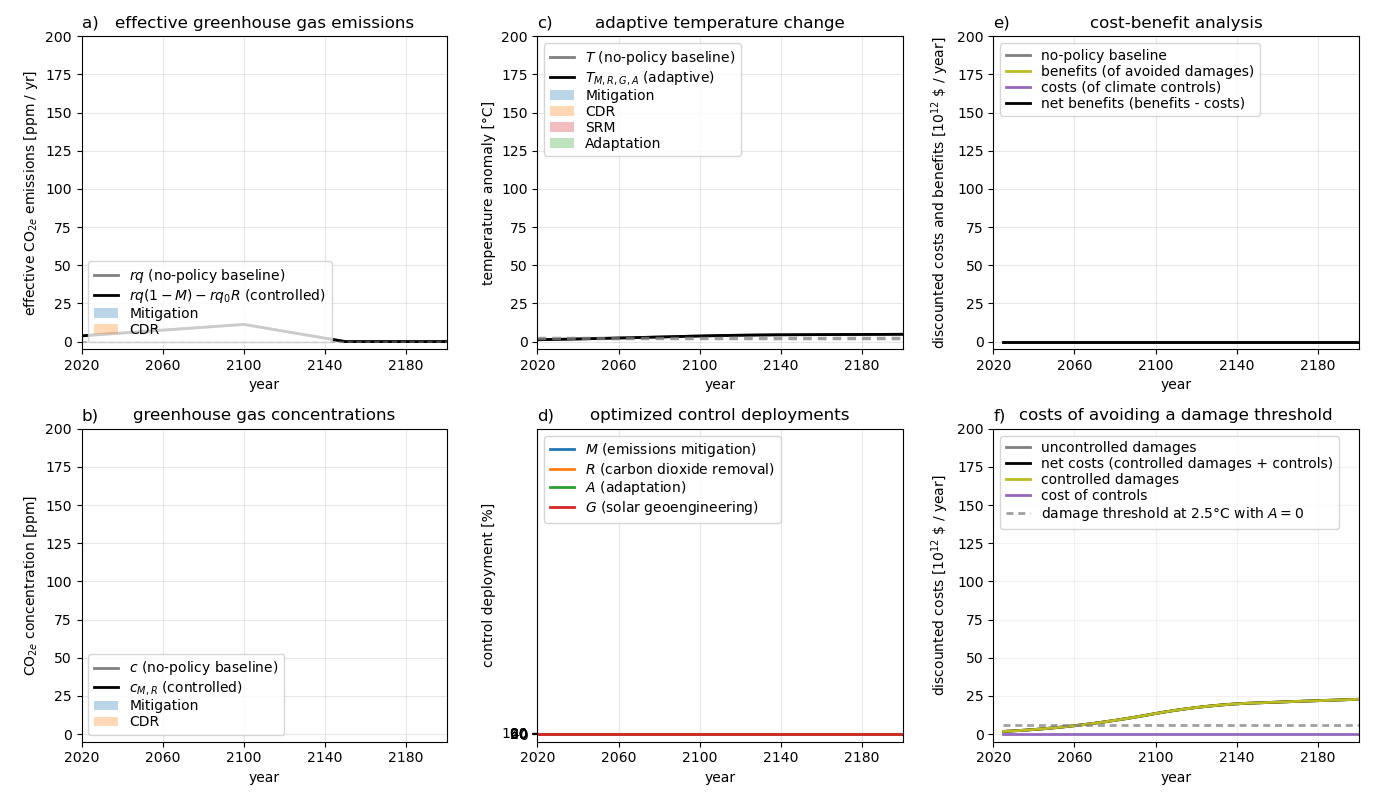 a) effective greenhouse gas emissions
effective CO2e emissions [ppm / yr]
200
175
150
125
100
75
50
25
0
rq (no-policy baseline)
rq(1 − M) − rq0R (controlled)
Mitigation
CDR
2020 2060 2100 2140 2180
year
c) adaptive temperature change
temperature anomaly [°C]
200
175
150
125
100
75
50
25
0
T (no-policy baseline)
TM, R, G, A (adaptive)
Mitigation
CDR
SRM
Adaptation
2020 2060 2100 2140 2180
year
e) cost-benefit analysis
discounted costs and benefits [10^12 $ / year]
200
175
150
125
100
75
50
25
0
no-policy baseline
benefits (of avoided damages)
costs (of climate controls)
net benefits (benefits - costs)
2020 2060 2100 2140 2180
year
b) greenhouse gas concentrations
CO2e concentration [ppm]
200
175
150
125
100
75
50
25
0
c (no-policy baseline)
cM, R (controlled)
Mitigation
CDR
2020 2060 2100 2140 2180
year
d) optimized control deployments
control deployment [%]
M (emissions mitigation)
R (carbon dioxide removal)
A (adaptation)
G (solar geoengineering)
2020 2060 2100 2140 2180
year
f) costs of avoiding a damage threshold
discounted costs [10^12 $ / year]
200
175
150
125
100
75
50
25
0
uncontrolled damages
net costs (controlled damages + controls)
controlled damages
cost of controls
damage threshold at 2.5°C with A = 0
2020 2060 2100 2140 2180
year